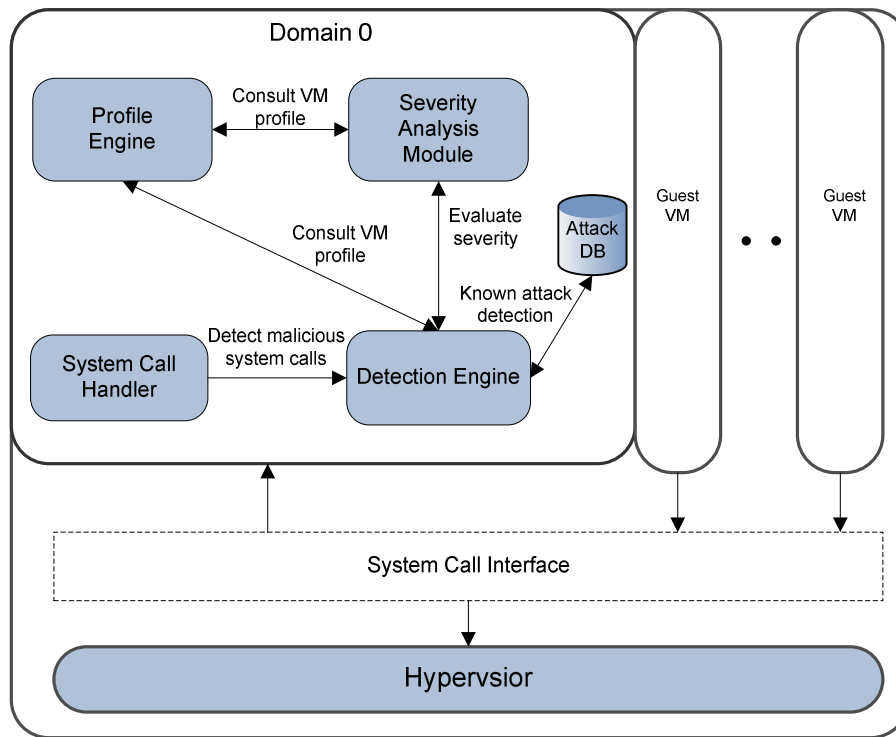 Domain 0
Profile
Engine
Consult VM
profile
Severity
Analysis
Module
Guest
VM
Guest
VM
Consult VM
profile
Evaluate
severity
Attack
DB
Known attack
detection
System Call
Handler
Detect malicious
system calls
Detection Engine
System Call Interface
Hypervsior